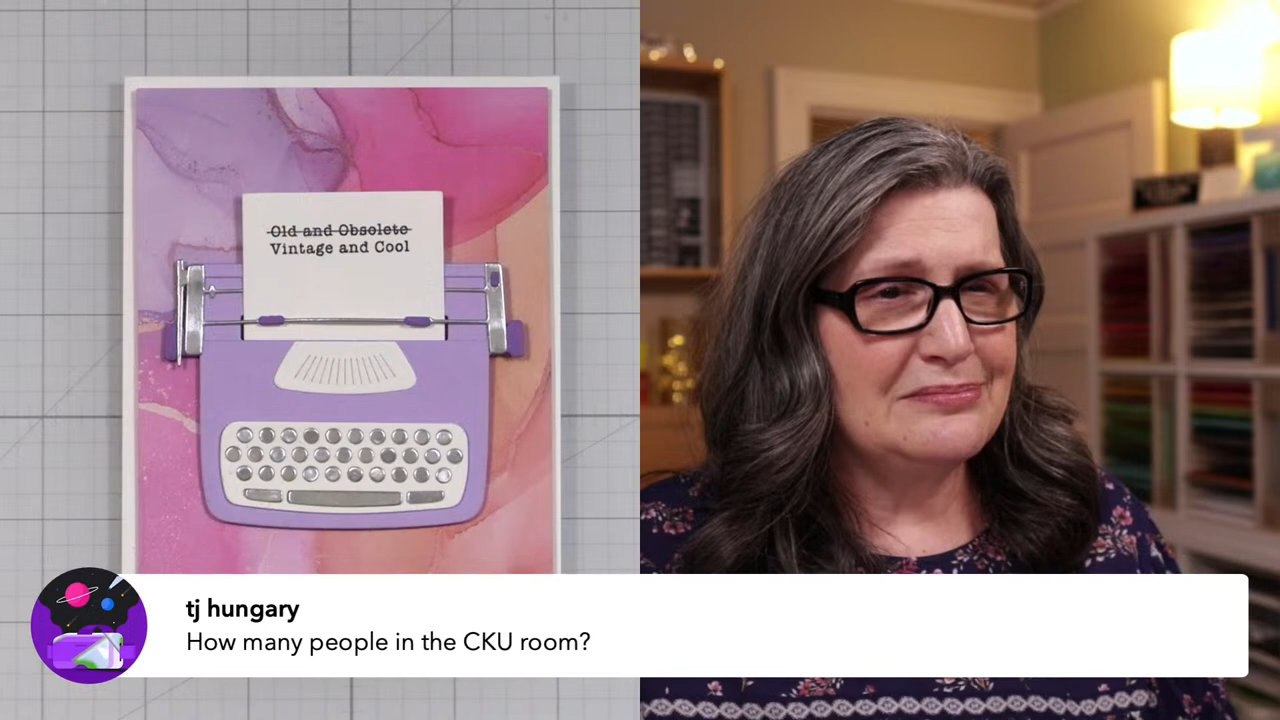 Old and Obsolete
Vintage and Cool
tj hungary
How many people in the CKU room?